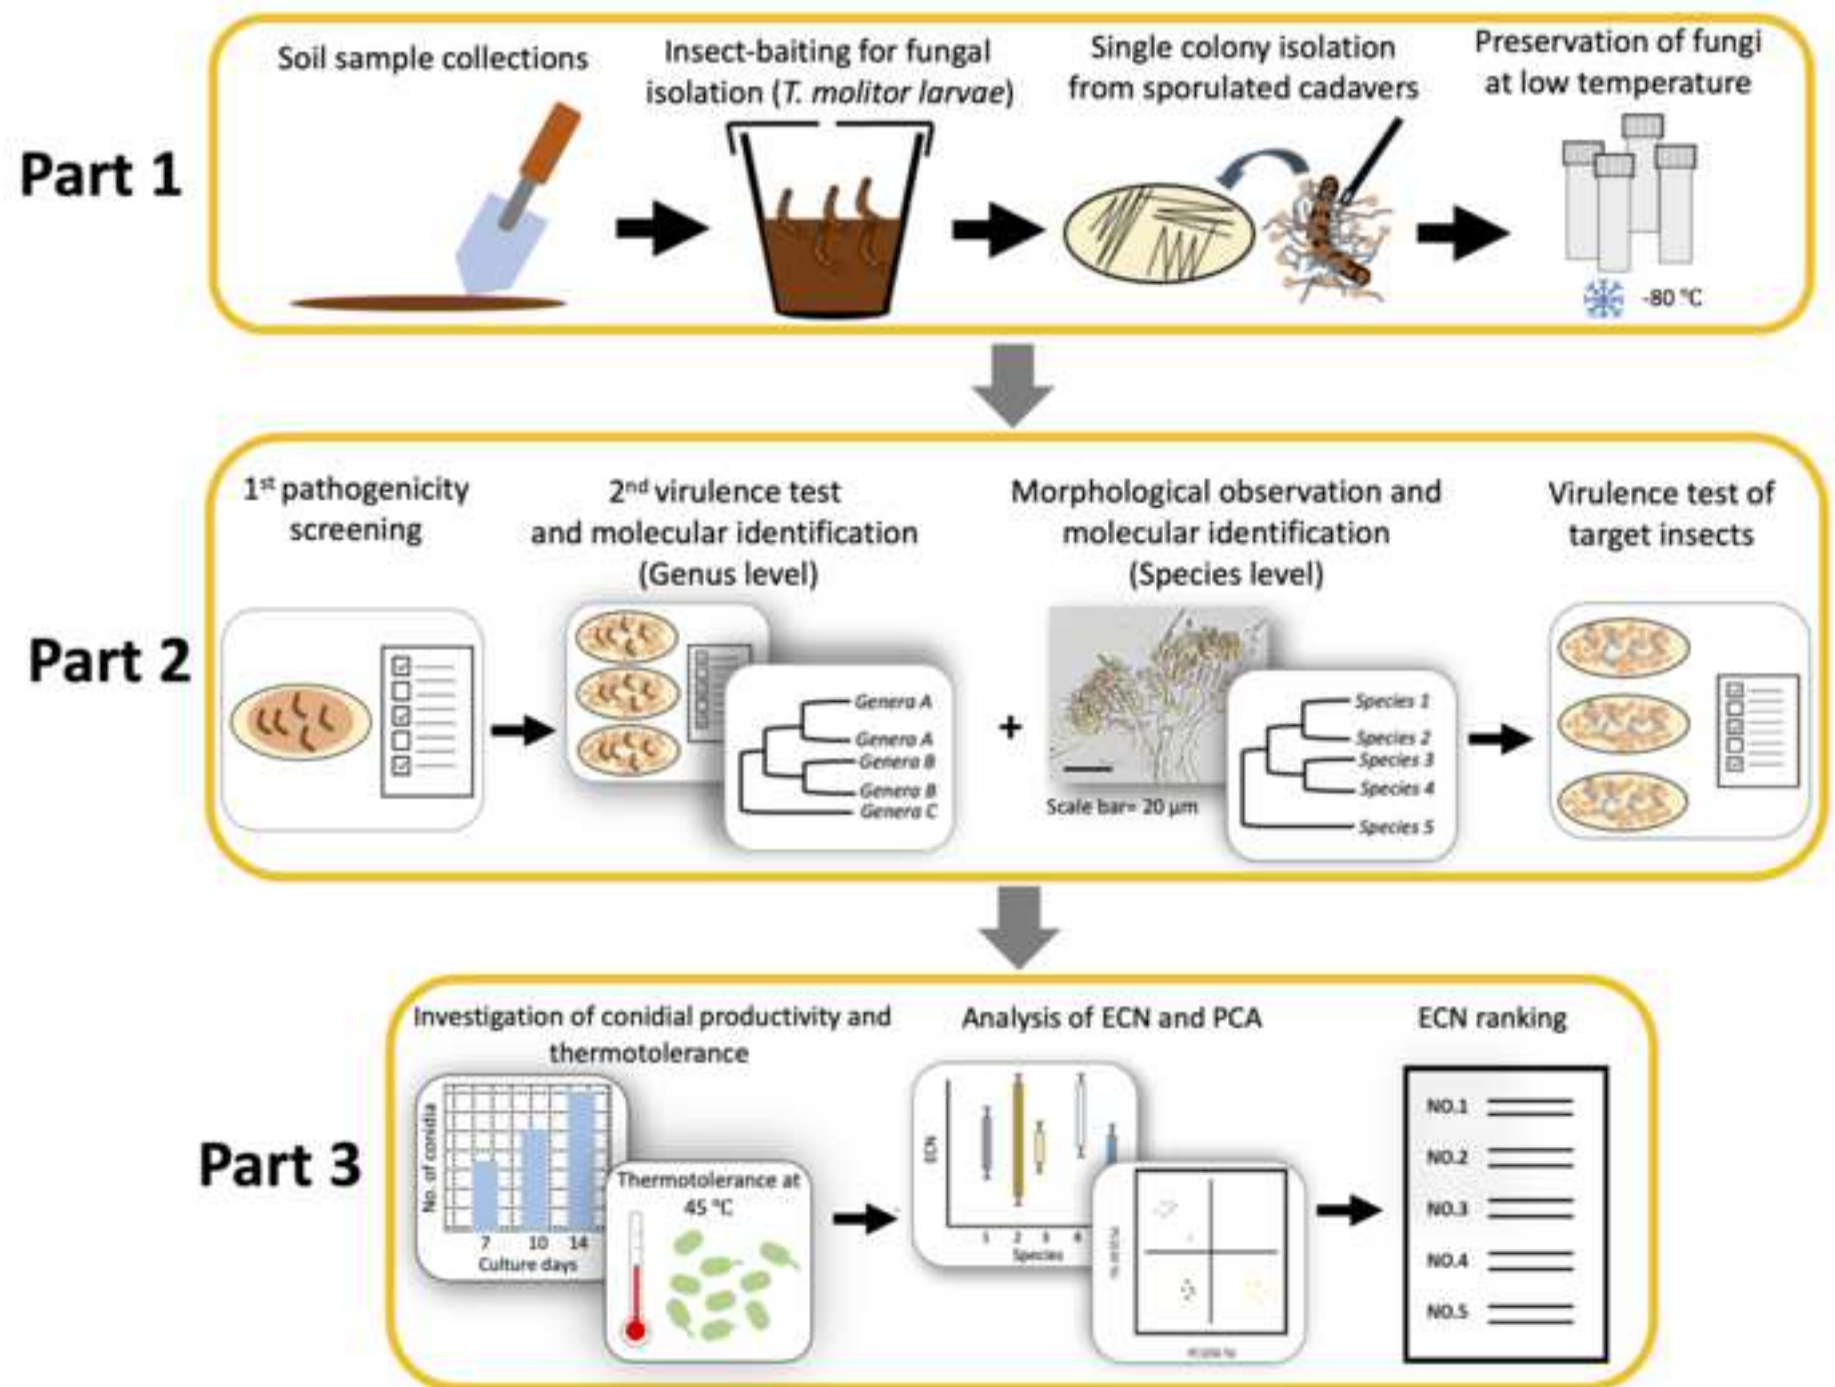 Part 1
Soil sample collections
Insect-baiting for fungal
isolation (T. molitor larvae)
Single colony isolation
from sporulated cadavers
Preservation of fungi
at low temperature
-80 °C
Part 2
1st pathogenicity
screening
2nd virulence test
and molecular identification
(Genus level)
Genera A
Genera A
Genera B
Genera B
Genera C
+
Morphological observation and
molecular identification
(Species level)
Scale bar= 20 μm
Species 1
Species 2
Species 3
Species 4
Species 5
Virulence test of
target insects
Part 3
Investigation of conidial productivity and
thermotolerance
No. of conidia
7 10 14
Culture days
Thermotolerance at
45 °C
Analysis of ECN and PCA
ECN
1 2 3 4
Species
ECN ranking
NO.1
NO.2
NO.3
NO.4
NO.5